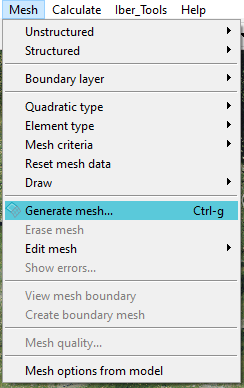 Mesh Calculate Iber_Tools Help
Unstructured
Structured
Boundary layer
Quadratic type
Element type
Mesh criteria
Reset mesh data
Draw
Generate mesh... Ctrl-g
Erase mesh
Edit mesh
Show errors...
View mesh boundary
Create boundary mesh
Mesh quality...
Mesh options from model